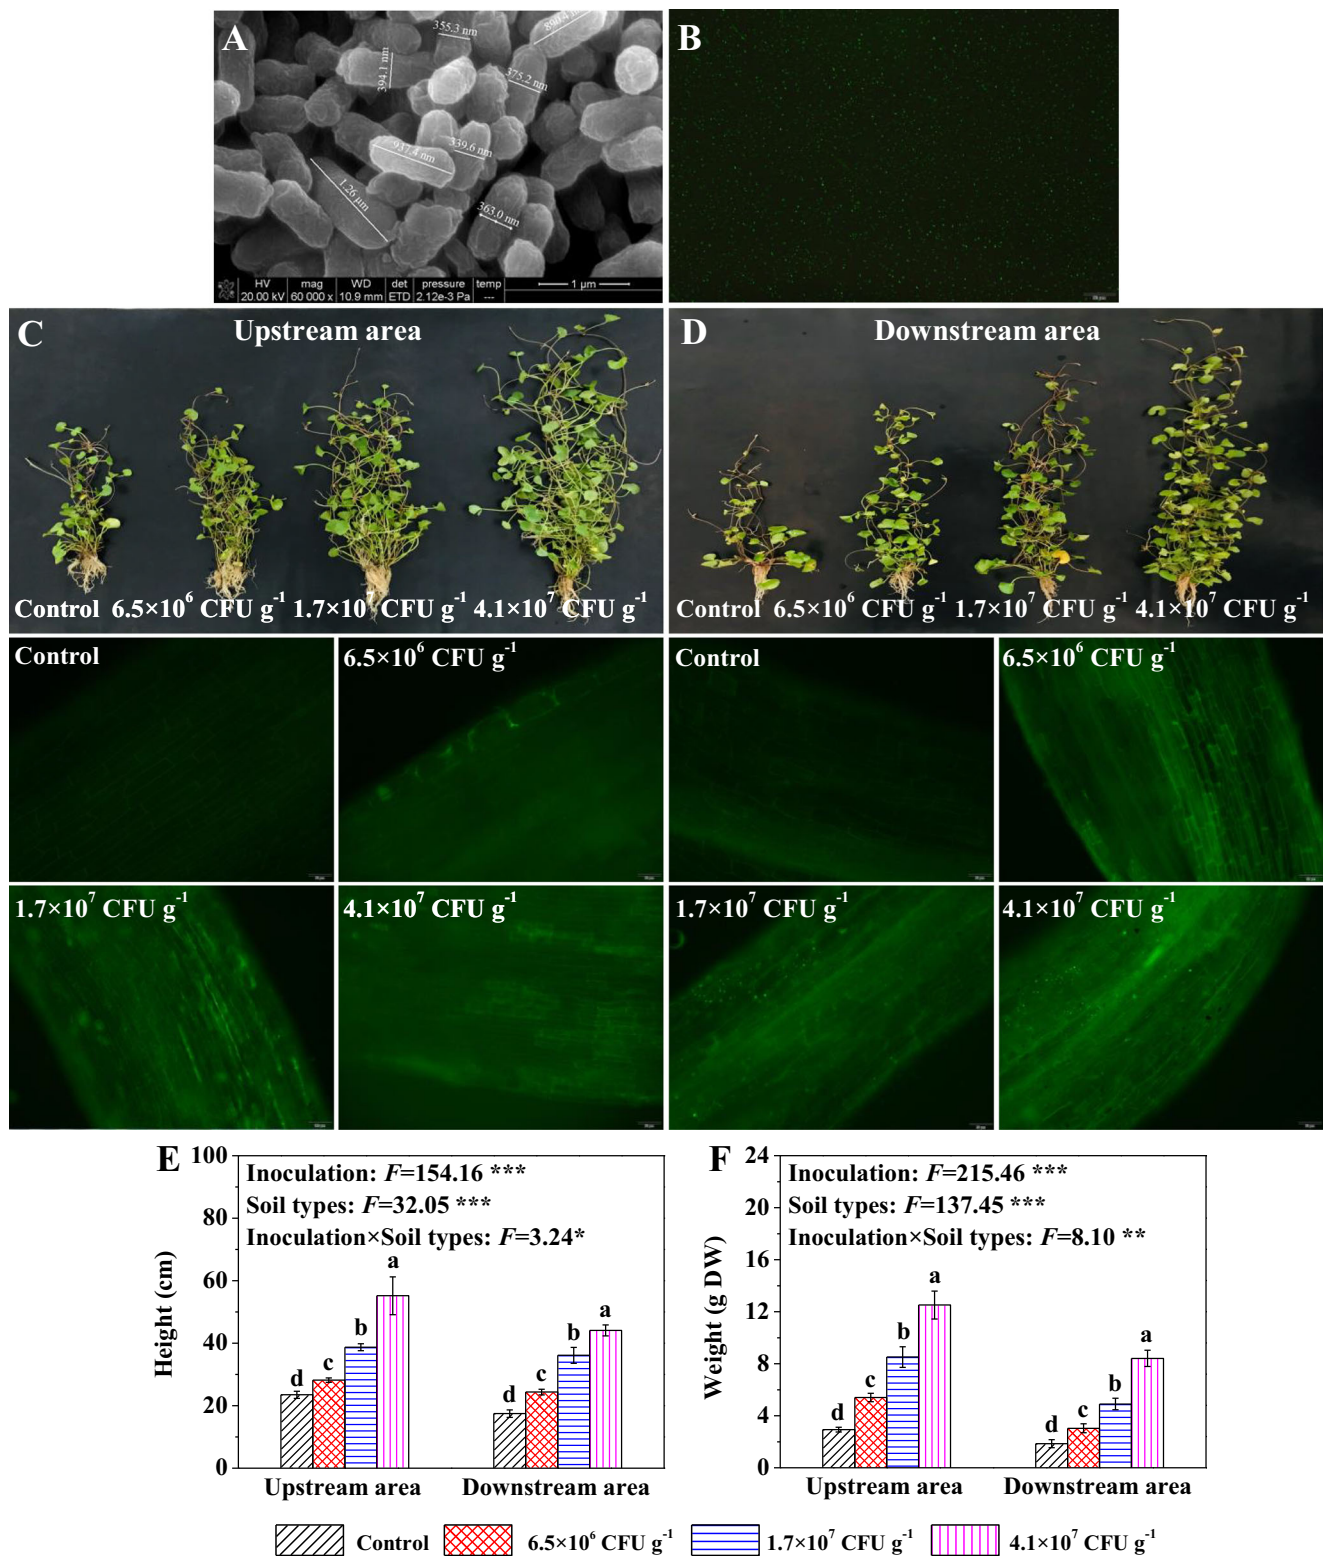 A
355.3 nm
394.1 nm
375.2 nm
937.4 nm
339.6 nm
1.26 μm
363.0 nm
HV mag WD det pressure temp
20.00 kV 60 000 x 10.9 mm ETD 2.12e-3 Pa ---
1 μm
B
C Upstream area
Control 6.5×10⁶ CFU g⁻¹ 1.7×10⁷ CFU g⁻¹ 4.1×10⁷ CFU g⁻¹
D Downstream area
Control 6.5×10⁶ CFU g⁻¹ 1.7×10⁷ CFU g⁻¹ 4.1×10⁷ CFU g⁻¹
Control
6.5×10⁶ CFU g⁻¹
Control
6.5×10⁶ CFU g⁻¹
1.7×10⁷ CFU g⁻¹
4.1×10⁷ CFU g⁻¹
1.7×10⁷ CFU g⁻¹
4.1×10⁷ CFU g⁻¹
E
Height (cm)
100
80
60
40
20
0
Inoculation: F=154.16 ***
Soil types: F=32.05 ***
Inoculation×Soil types: F=3.24*
d
c
b
a
d
c
b
a
Upstream area
Downstream area
F
Weight (g DW)
24
20
16
12
8
4
0
Inoculation: F=215.46 ***
Soil types: F=137.45 ***
Inoculation×Soil types: F=8.10 **
d
c
b
a
d
c
b
a
Upstream area
Downstream area
Control
6.5×10⁶ CFU g⁻¹
1.7×10⁷ CFU g⁻¹
4.1×10⁷ CFU g⁻¹